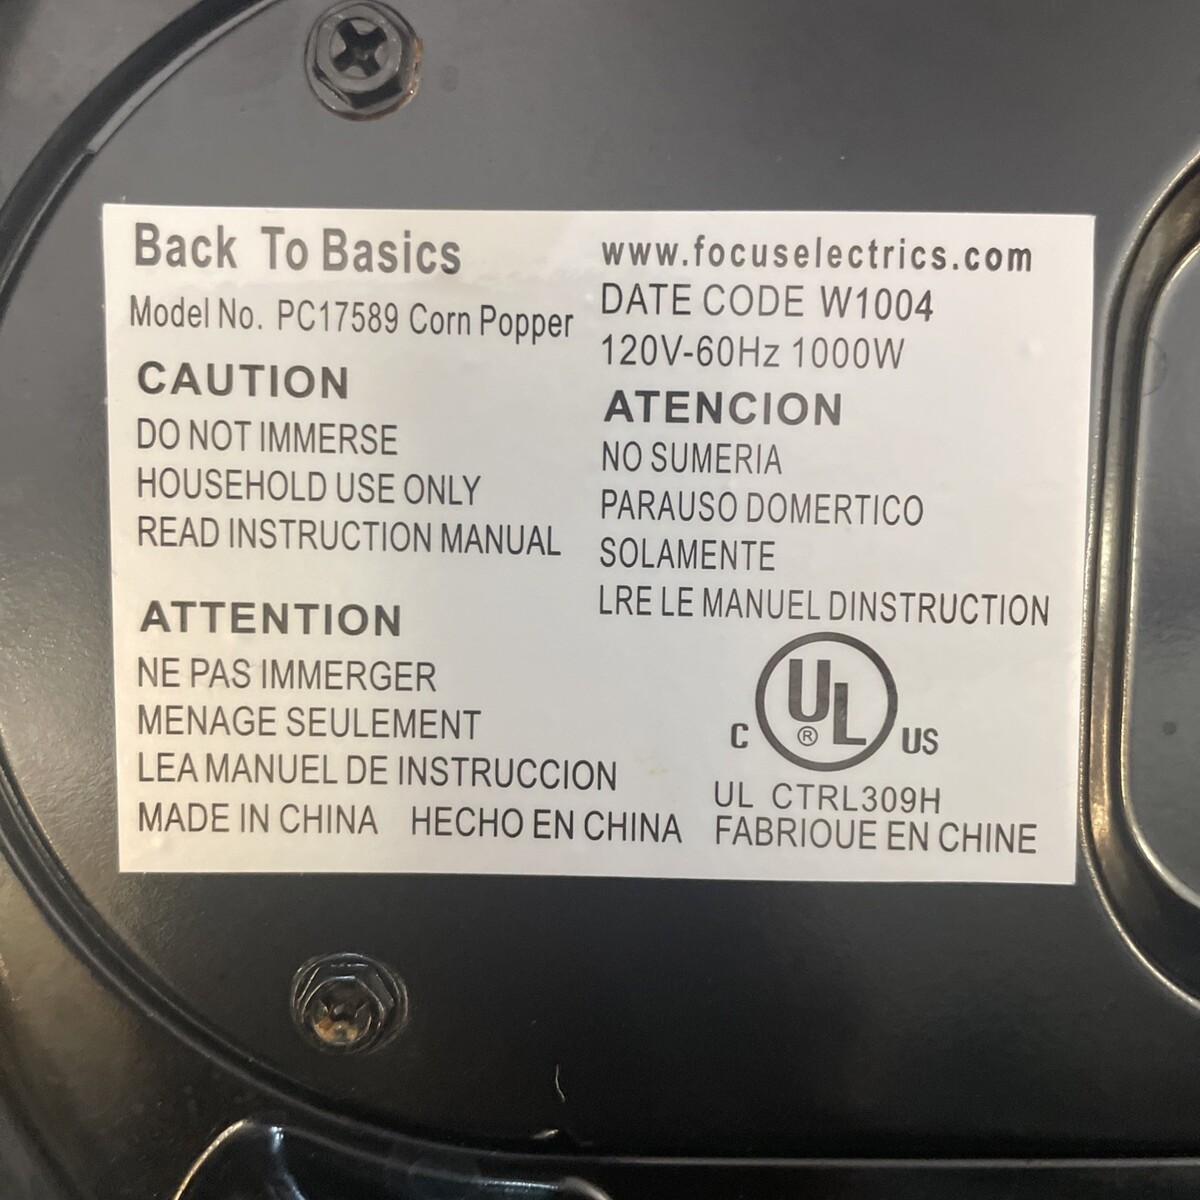 Back To Basics
Model No. PC17589 Corn Popper
CAUTION
DO NOT IMMERSE
HOUSEHOLD USE ONLY
READ INSTRUCTION MANUAL
ATTENTION
NE PAS IMMERGER
MENAGE SEULEMENT
LEA MANUEL DE INSTRUCCION
MADE IN CHINA HECHO EN CHINA
www.focuselectrics.com
DATE CODE W1004
120V-60Hz 1000W
ATENCION
NO SUMERIA
PARAUSO DOMERTICO
SOLAMENTE
LRE LE MANUEL DINSTRUCTION
C UL ® US
UL CTRL309H
FABRIOUE EN CHINE